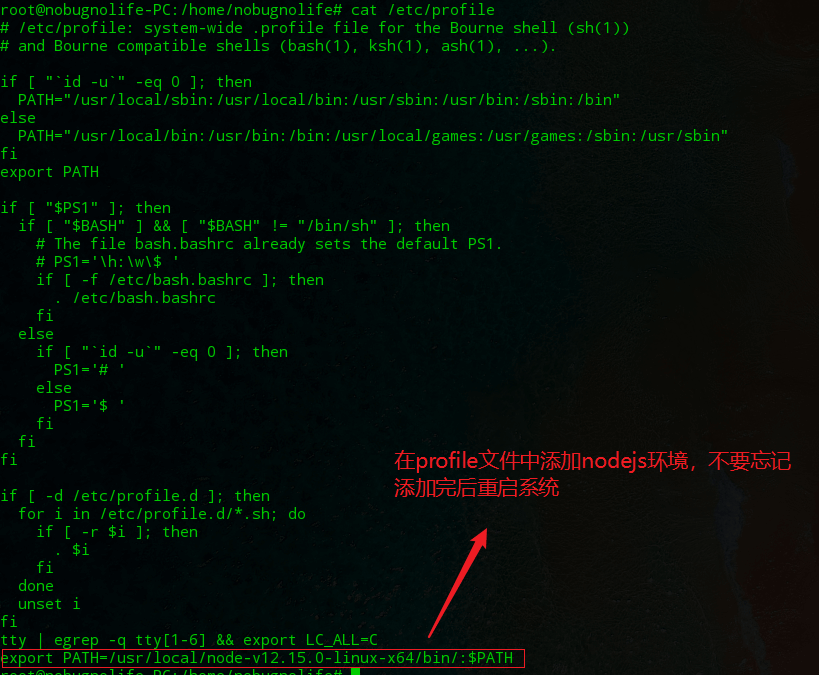 root@nobugnolife-PC:/home/nobugnolife# cat /etc/profile
# /etc/profile: system-wide .profile file for the Bourne shell (sh(1))
# and Bourne compatible shells (bash(1), ksh(1), ash(1), ...).
if [ "`id -u`" -eq 0 ]; then
  PATH="/usr/local/sbin:/usr/local/bin:/usr/sbin:/usr/bin:/sbin:/bin"
else
  PATH="/usr/local/bin:/usr/bin:/bin:/usr/local/games:/usr/games:/sbin:/usr/sbin"
fi
export PATH
if [ "$PS1" ]; then
  if [ "$BASH" ] && [ "$BASH" != "/bin/sh" ]; then
    # The file bash.bashrc already sets the default PS1.
    # PS1='\h:\w\$ '
    if [ -f /etc/bash.bashrc ]; then
      . /etc/bash.bashrc
    fi
  else
    if [ "`id -u`" -eq 0 ]; then
      PS1='# '
    else
      PS1='$ '
    fi
  fi
fi
在profile文件中添加nodejs环境，不要忘记
添加完后重启系统
if [ -d /etc/profile.d ]; then
  for i in /etc/profile.d/*.sh; do
    if [ -r $i ]; then
      . $i
    fi
  done
  unset i
fi
tty | egrep -q tty[1-6] && export LC_ALL=C
export PATH=/usr/local/node-v12.15.0-linux-x64/bin/:$PATH
root@nobugnolife-PC:/home/nobugnolife#